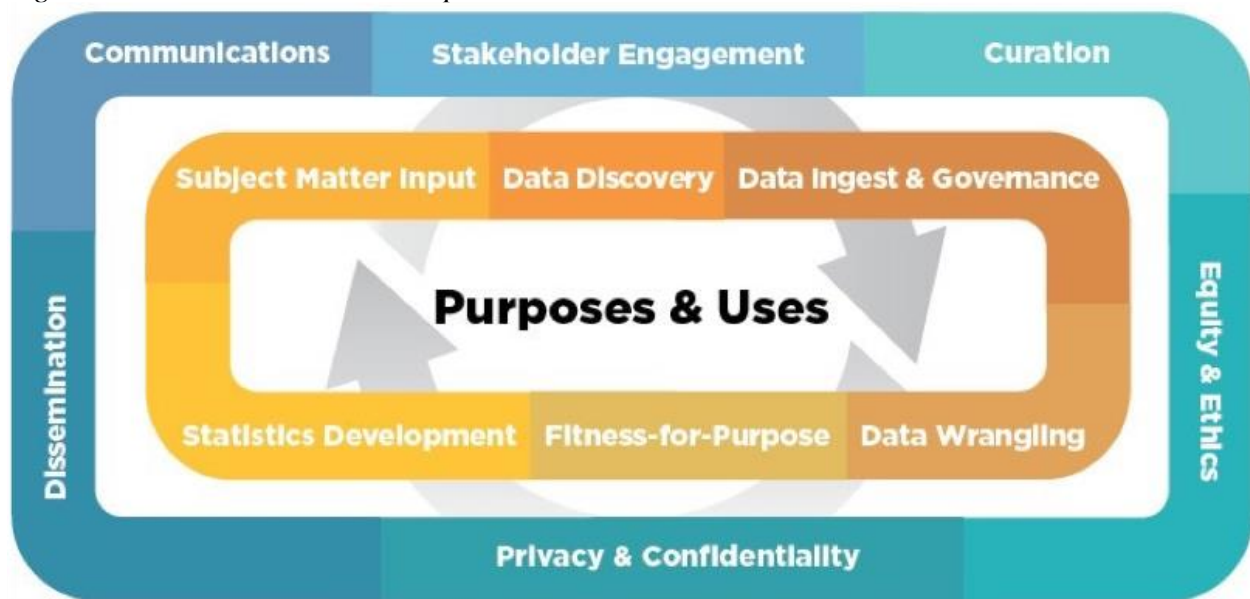 Communications
Stakeholder Engagement
Curation
Subject Matter Input
Data Discovery
Data Ingest & Governance
Purposes & Uses
Equity & Ethics
Dissemination
Statistics Development
Fitness-for-Purpose
Data Wrangling
Privacy & Confidentiality